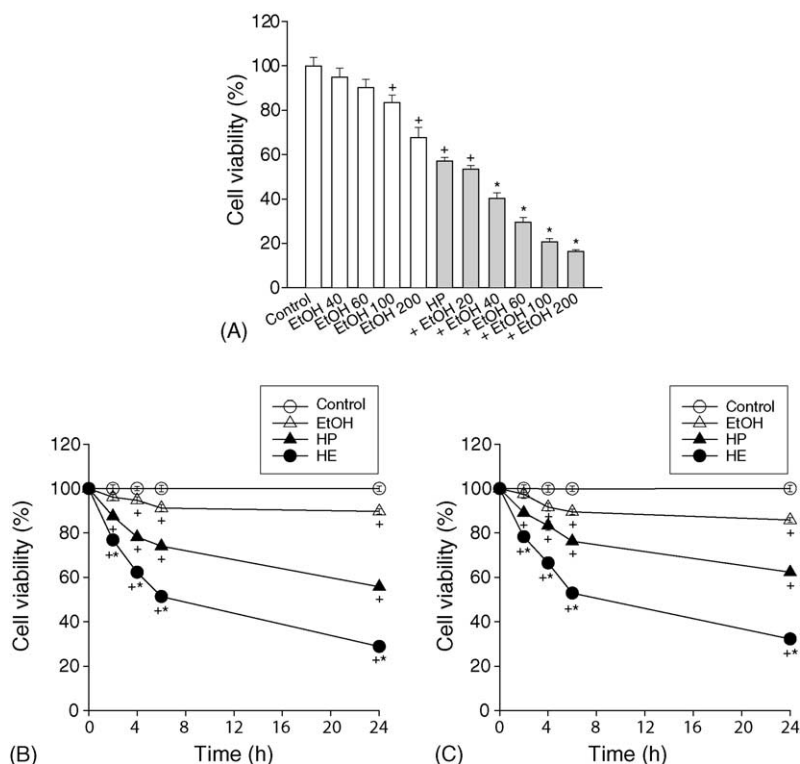 120
100
80
60
40
20
0
Cell viability (%)
+
+
+
+
*
*
*
*
Control
EtOH 40
EtOH 60
EtOH 100
EtOH 200
HP
+ EtOH 20
+ EtOH 40
+ EtOH 60
+ EtOH 100
+ EtOH 200
(A)
Control
EtOH
HP
HE
120
100
80
60
40
20
0
Cell viability (%)
+
+
+
+
+
+
+
+
+*
+*
+*
+*
0 4 8 12 16 20 24
Time (h)
(B)
Control
EtOH
HP
HE
120
100
80
60
40
20
0
Cell viability (%)
+
+
+
+
+
+
+
+*
+*
+*
+*
0 4 8 12 16 20 24
Time (h)
(C)